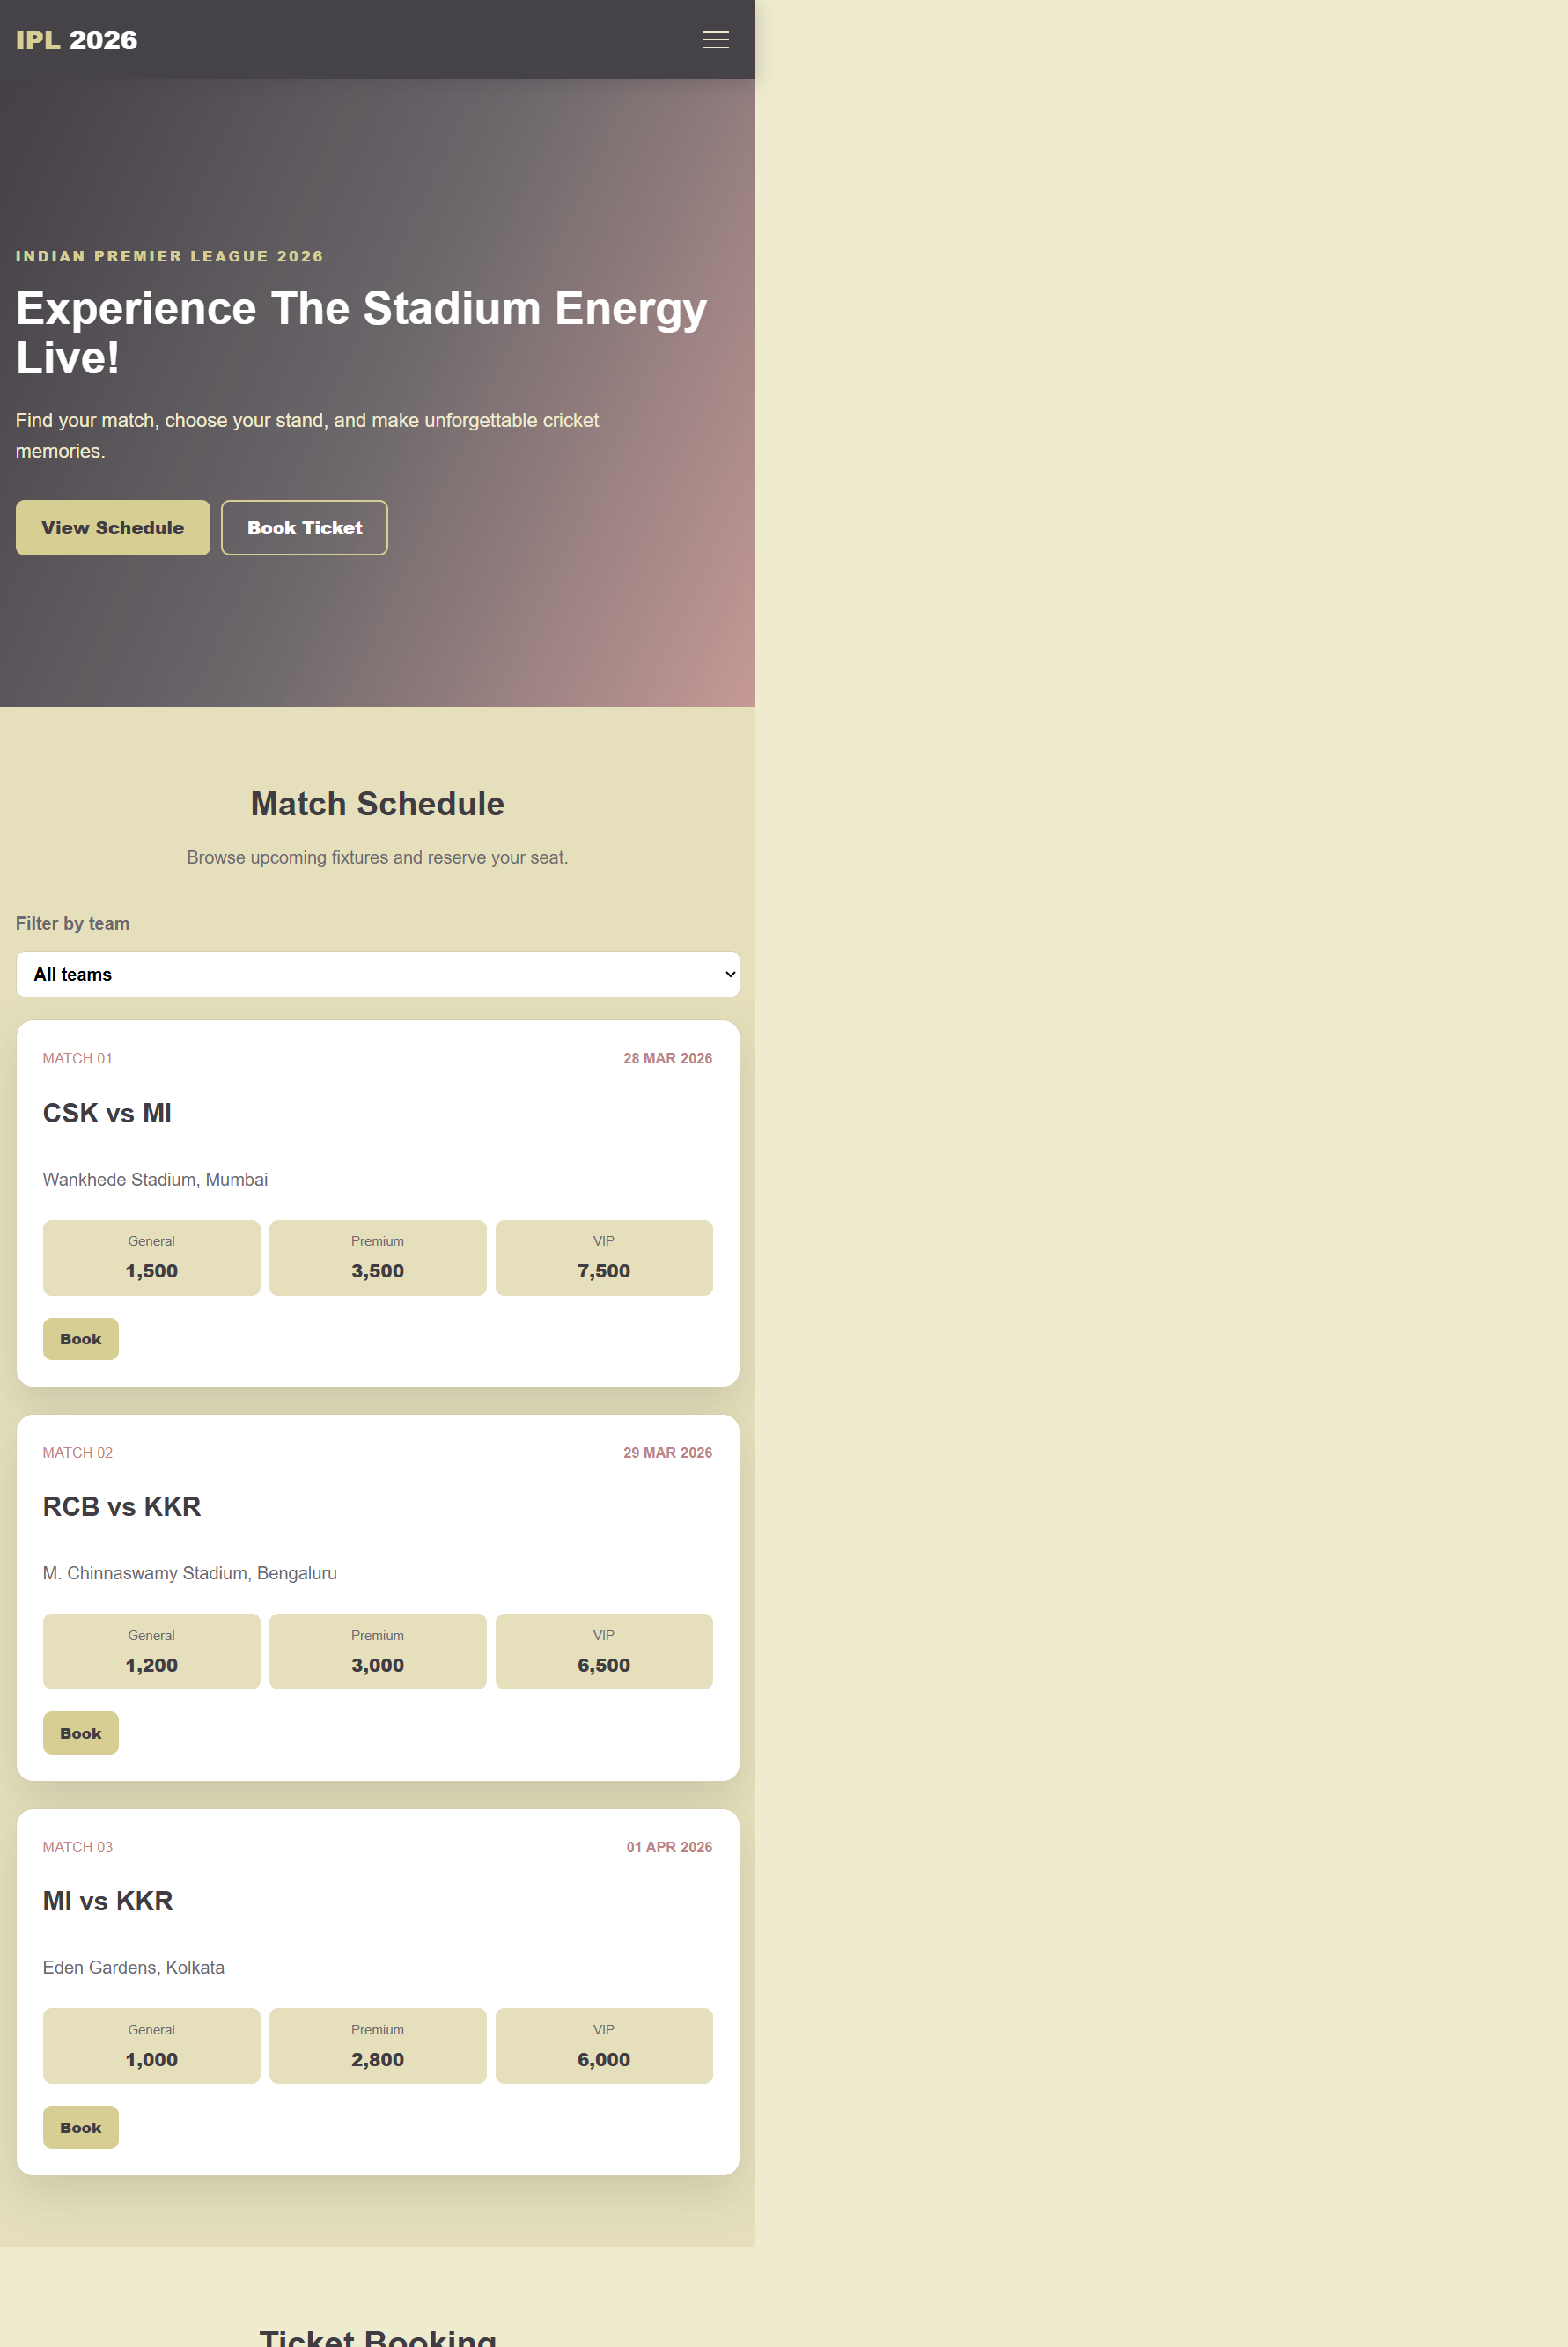 IPL 2026
INDIAN PREMIER LEAGUE 2026
Experience The Stadium Energy
Live!
Find your match, choose your stand, and make unforgettable cricket
memories.
View Schedule
Book Ticket
Match Schedule
Browse upcoming fixtures and reserve your seat.
Filter by team
All teams
MATCH 01
28 MAR 2026
CSK vs MI
Wankhede Stadium, Mumbai
General
Premium
VIP
1,500
3,500
7,500
Book
MATCH 02
29 MAR 2026
RCB vs KKR
M. Chinnaswamy Stadium, Bengaluru
General
Premium
VIP
1,200
3,000
6,500
Book
MATCH 03
01 APR 2026
MI vs KKR
Eden Gardens, Kolkata
General
Premium
VIP
1,000
2,800
6,000
Book
Ticket Booking